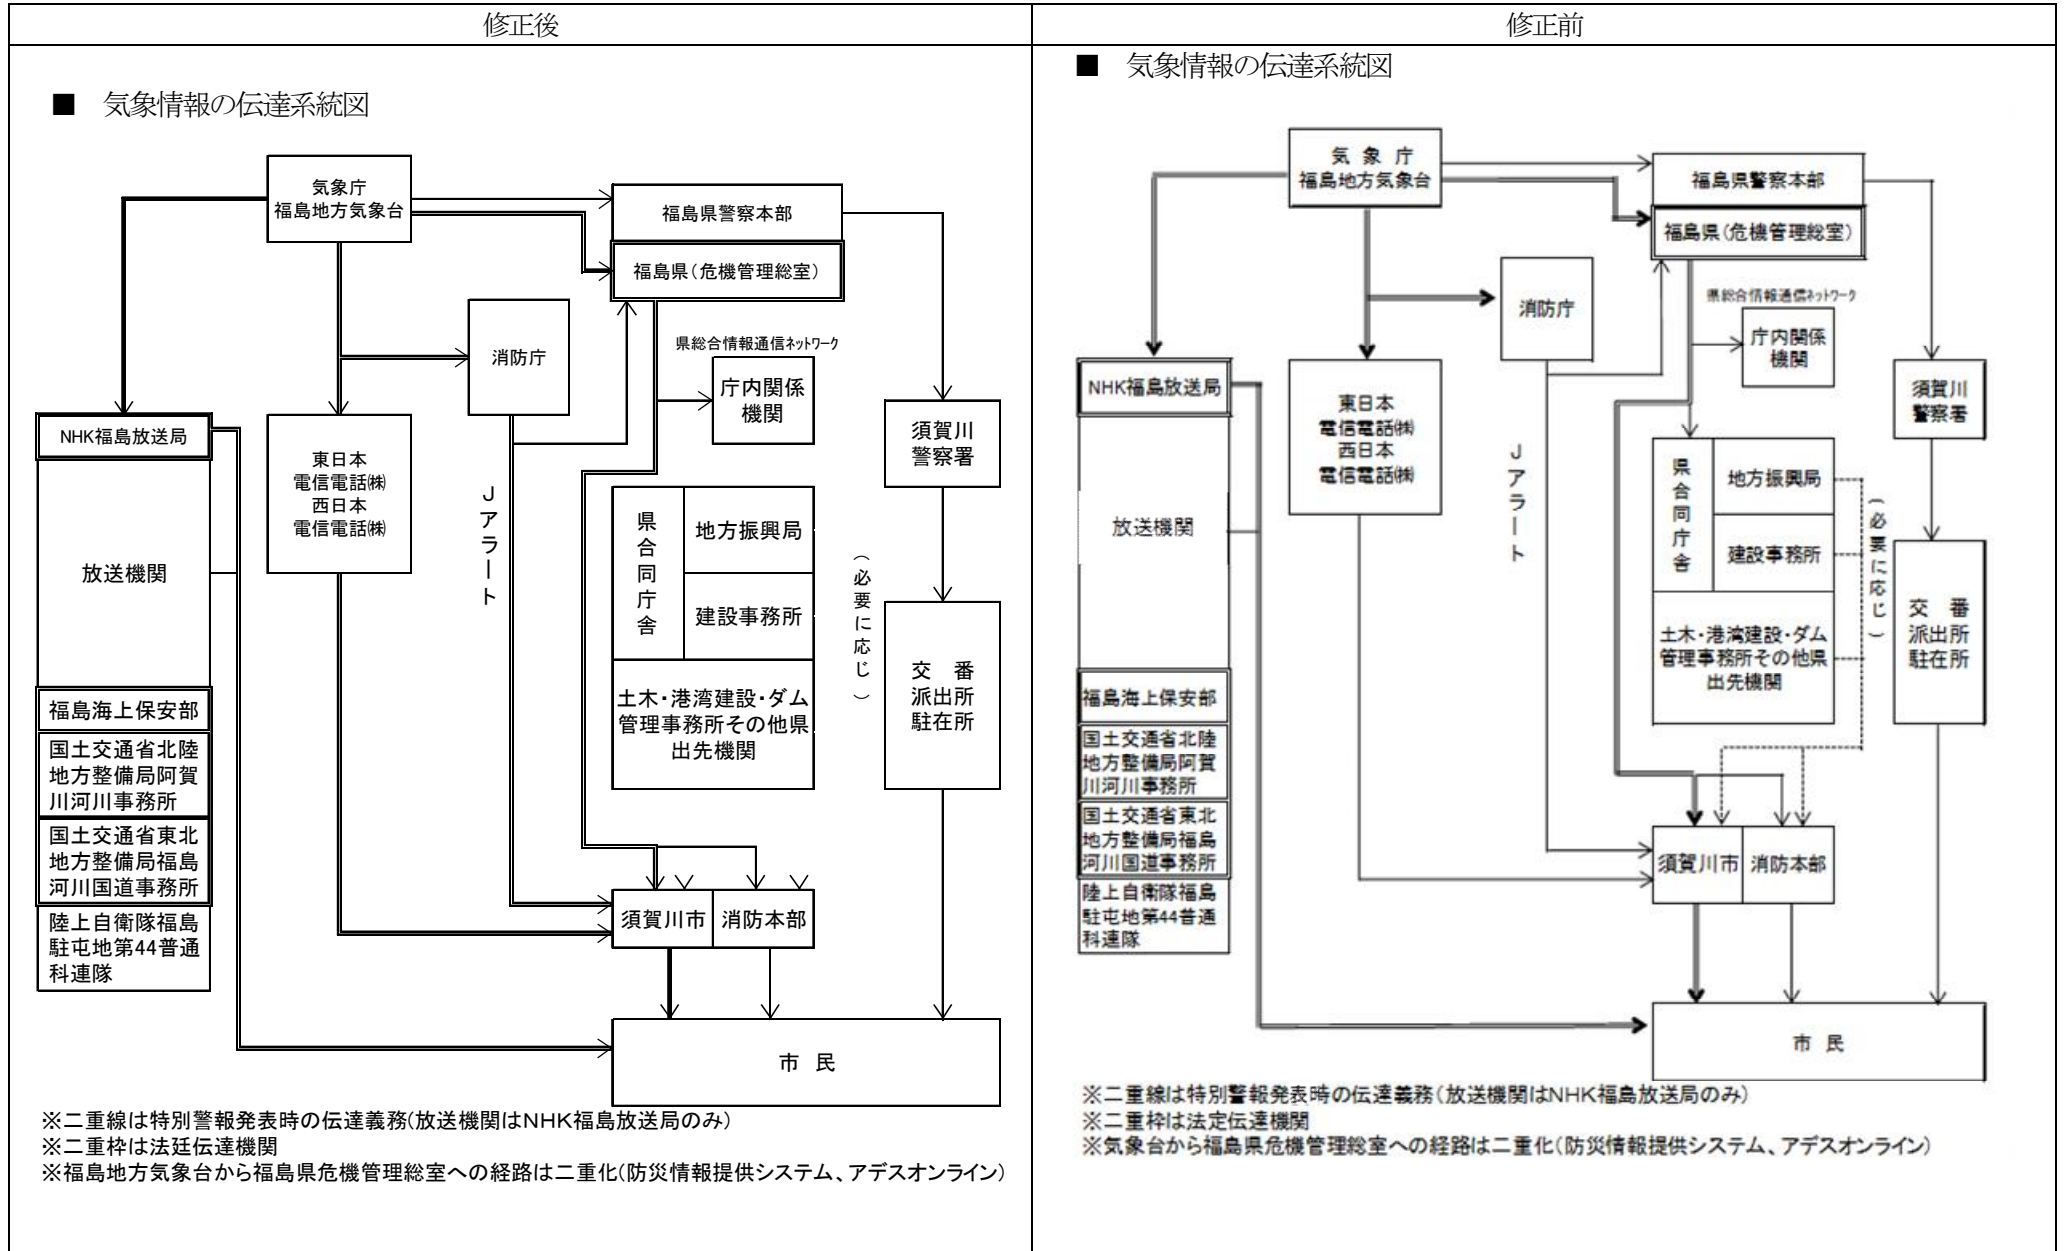 修正後
■ 気象情報の伝達系統図
気象庁
福島地方気象台
福島県警察本部
福島県(危機管理総室)
消防庁
県総合情報通信ネットワーク
庁内関係
機関
NHK福島放送局
東日本
電信電話㈱
西日本
電信電話㈱
Jアラート
須賀川
警察署
放送機関
県合同庁舎
地方振興局
建設事務所
(必要に応じ)
土木・港湾建設・ダム
管理事務所その他県
出先機関
交 番
派出所
駐在所
福島海上保安部
国土交通省北陸
地方整備局阿賀
川河川事務所
国土交通省東北
地方整備局福島
河川国道事務所
陸上自衛隊福島
駐屯地第44普通
科連隊
須賀川市
消防本部
市 民
※二重線は特別警報発表時の伝達義務(放送機関はNHK福島放送局のみ)
※二重枠は法廷伝達機関
※福島地方気象台から福島県危機管理総室への経路は二重化(防災情報提供システム、アデスオンライン)
修正前
■ 気象情報の伝達系統図
気 象 庁
福島地方気象台
福島県警察本部
福島県(危機管理総室)
消防庁
県総合情報通信ネットワーク
庁内関係
機関
NHK福島放送局
東日本
電信電話㈱
西日本
電信電話㈱
Jアラート
須賀川
警察署
放送機関
県合同庁舎
地方振興局
建設事務所
(必要に応じ)
土木・港湾建設・ダム
管理事務所その他県
出先機関
交 番
派出所
駐在所
福島海上保安部
国土交通省北陸
地方整備局阿賀
川河川事務所
国土交通省東北
地方整備局福島
河川国道事務所
陸上自衛隊福島
駐屯地第44普通
科連隊
須賀川市
消防本部
市 民
※二重線は特別警報発表時の伝達義務(放送機関はNHK福島放送局のみ)
※二重枠は法定伝達機関
※気象台から福島県危機管理総室への経路は二重化(防災情報提供システム、アデスオンライン)